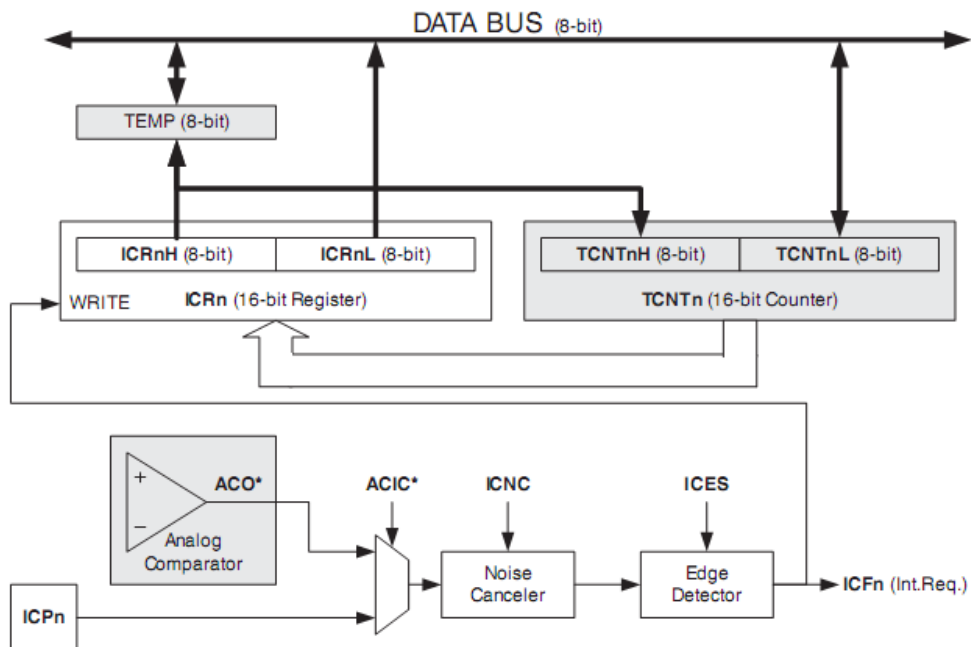 DATA BUS (8-bit)
TEMP (8-bit)
ICRnH (8-bit) ICRnL (8-bit)
WRITE ICRn (16-bit Register)
TCNTnH (8-bit) TCNTnL (8-bit)
TCNTn (16-bit Counter)
+
−
ACO*
Analog
Comparator
ACIC*
ICNC
ICES
Noise
Canceler
Edge
Detector
ICFn (Int.Req.)
ICPn